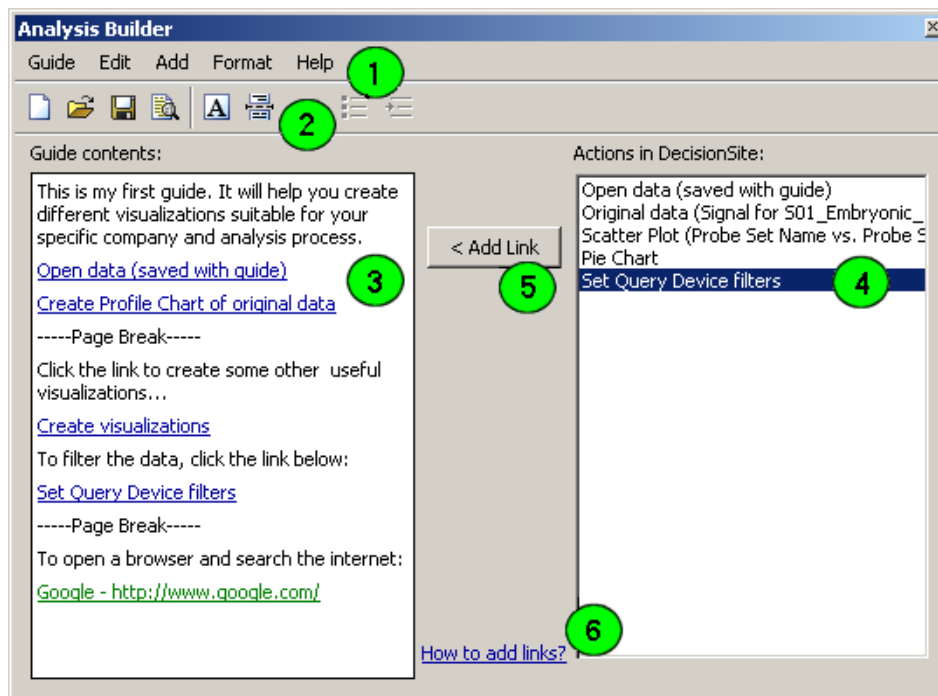 Analysis Builder
Guide Edit Add Format Help
1
A
2
Guide contents:
Actions in DecisionSite:
This is my first guide. It will help you create
different visualizations suitable for your
specific company and analysis process.
Open data (saved with guide)
3
Create Profile Chart of original data
-----Page Break-----
Click the link to create some other useful
visualizations...
Create visualizations
To filter the data, click the link below:
Set Query Device filters
-----Page Break-----
To open a browser and search the internet:
Google - http://www.google.com/
< Add Link
5
Open data (saved with guide)
Original data (Signal for S01_Embryonic_
Scatter Plot (Probe Set Name vs. Probe S
Pie Chart
Set Query Device filters
4
How to add links?
6